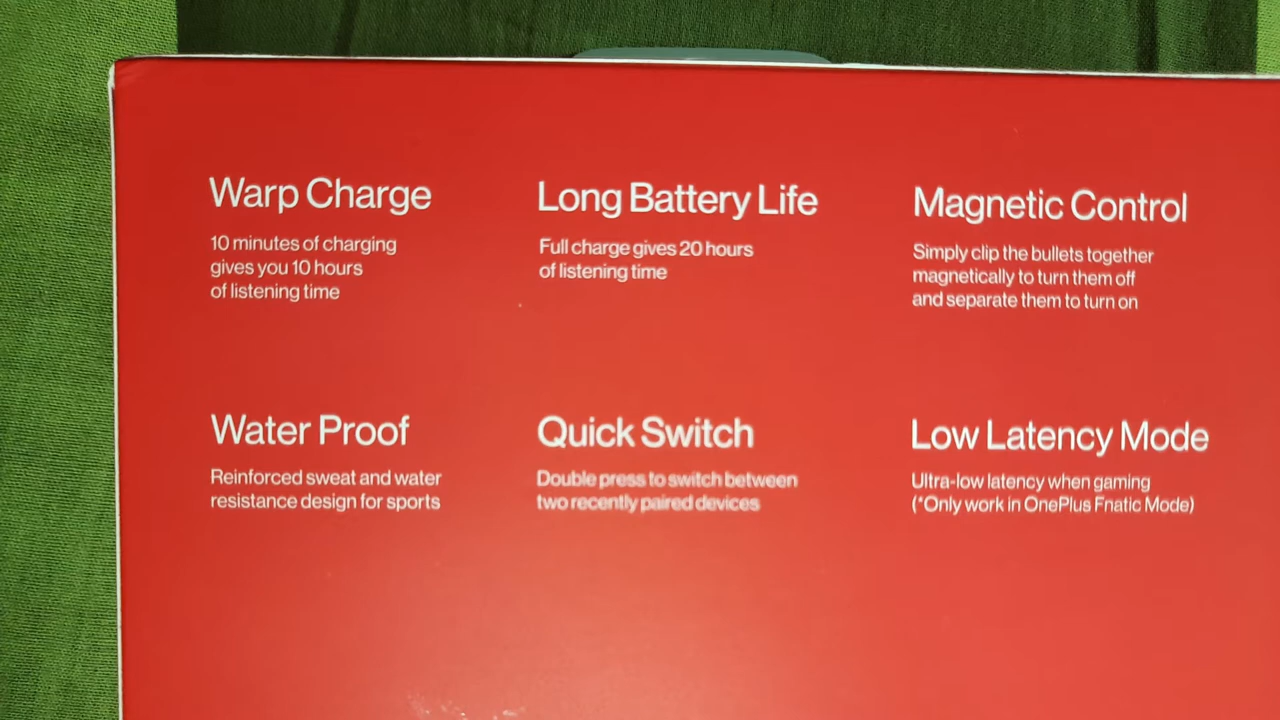 Warp Charge
10 minutes of charging
gives you 10 hours
of listening time
Long Battery Life
Full charge gives 20 hours
of listening time
Magnetic Control
Simply clip the bullets together
magnetically to turn them off
and separate them to turn on
Water Proof
Reinforced sweat and water
resistance design for sports
Quick Switch
Double press to switch between
two recently paired devices
Low Latency Mode
Ultra-low latency when gaming
(*Only work in OnePlus Fnatic Mode)